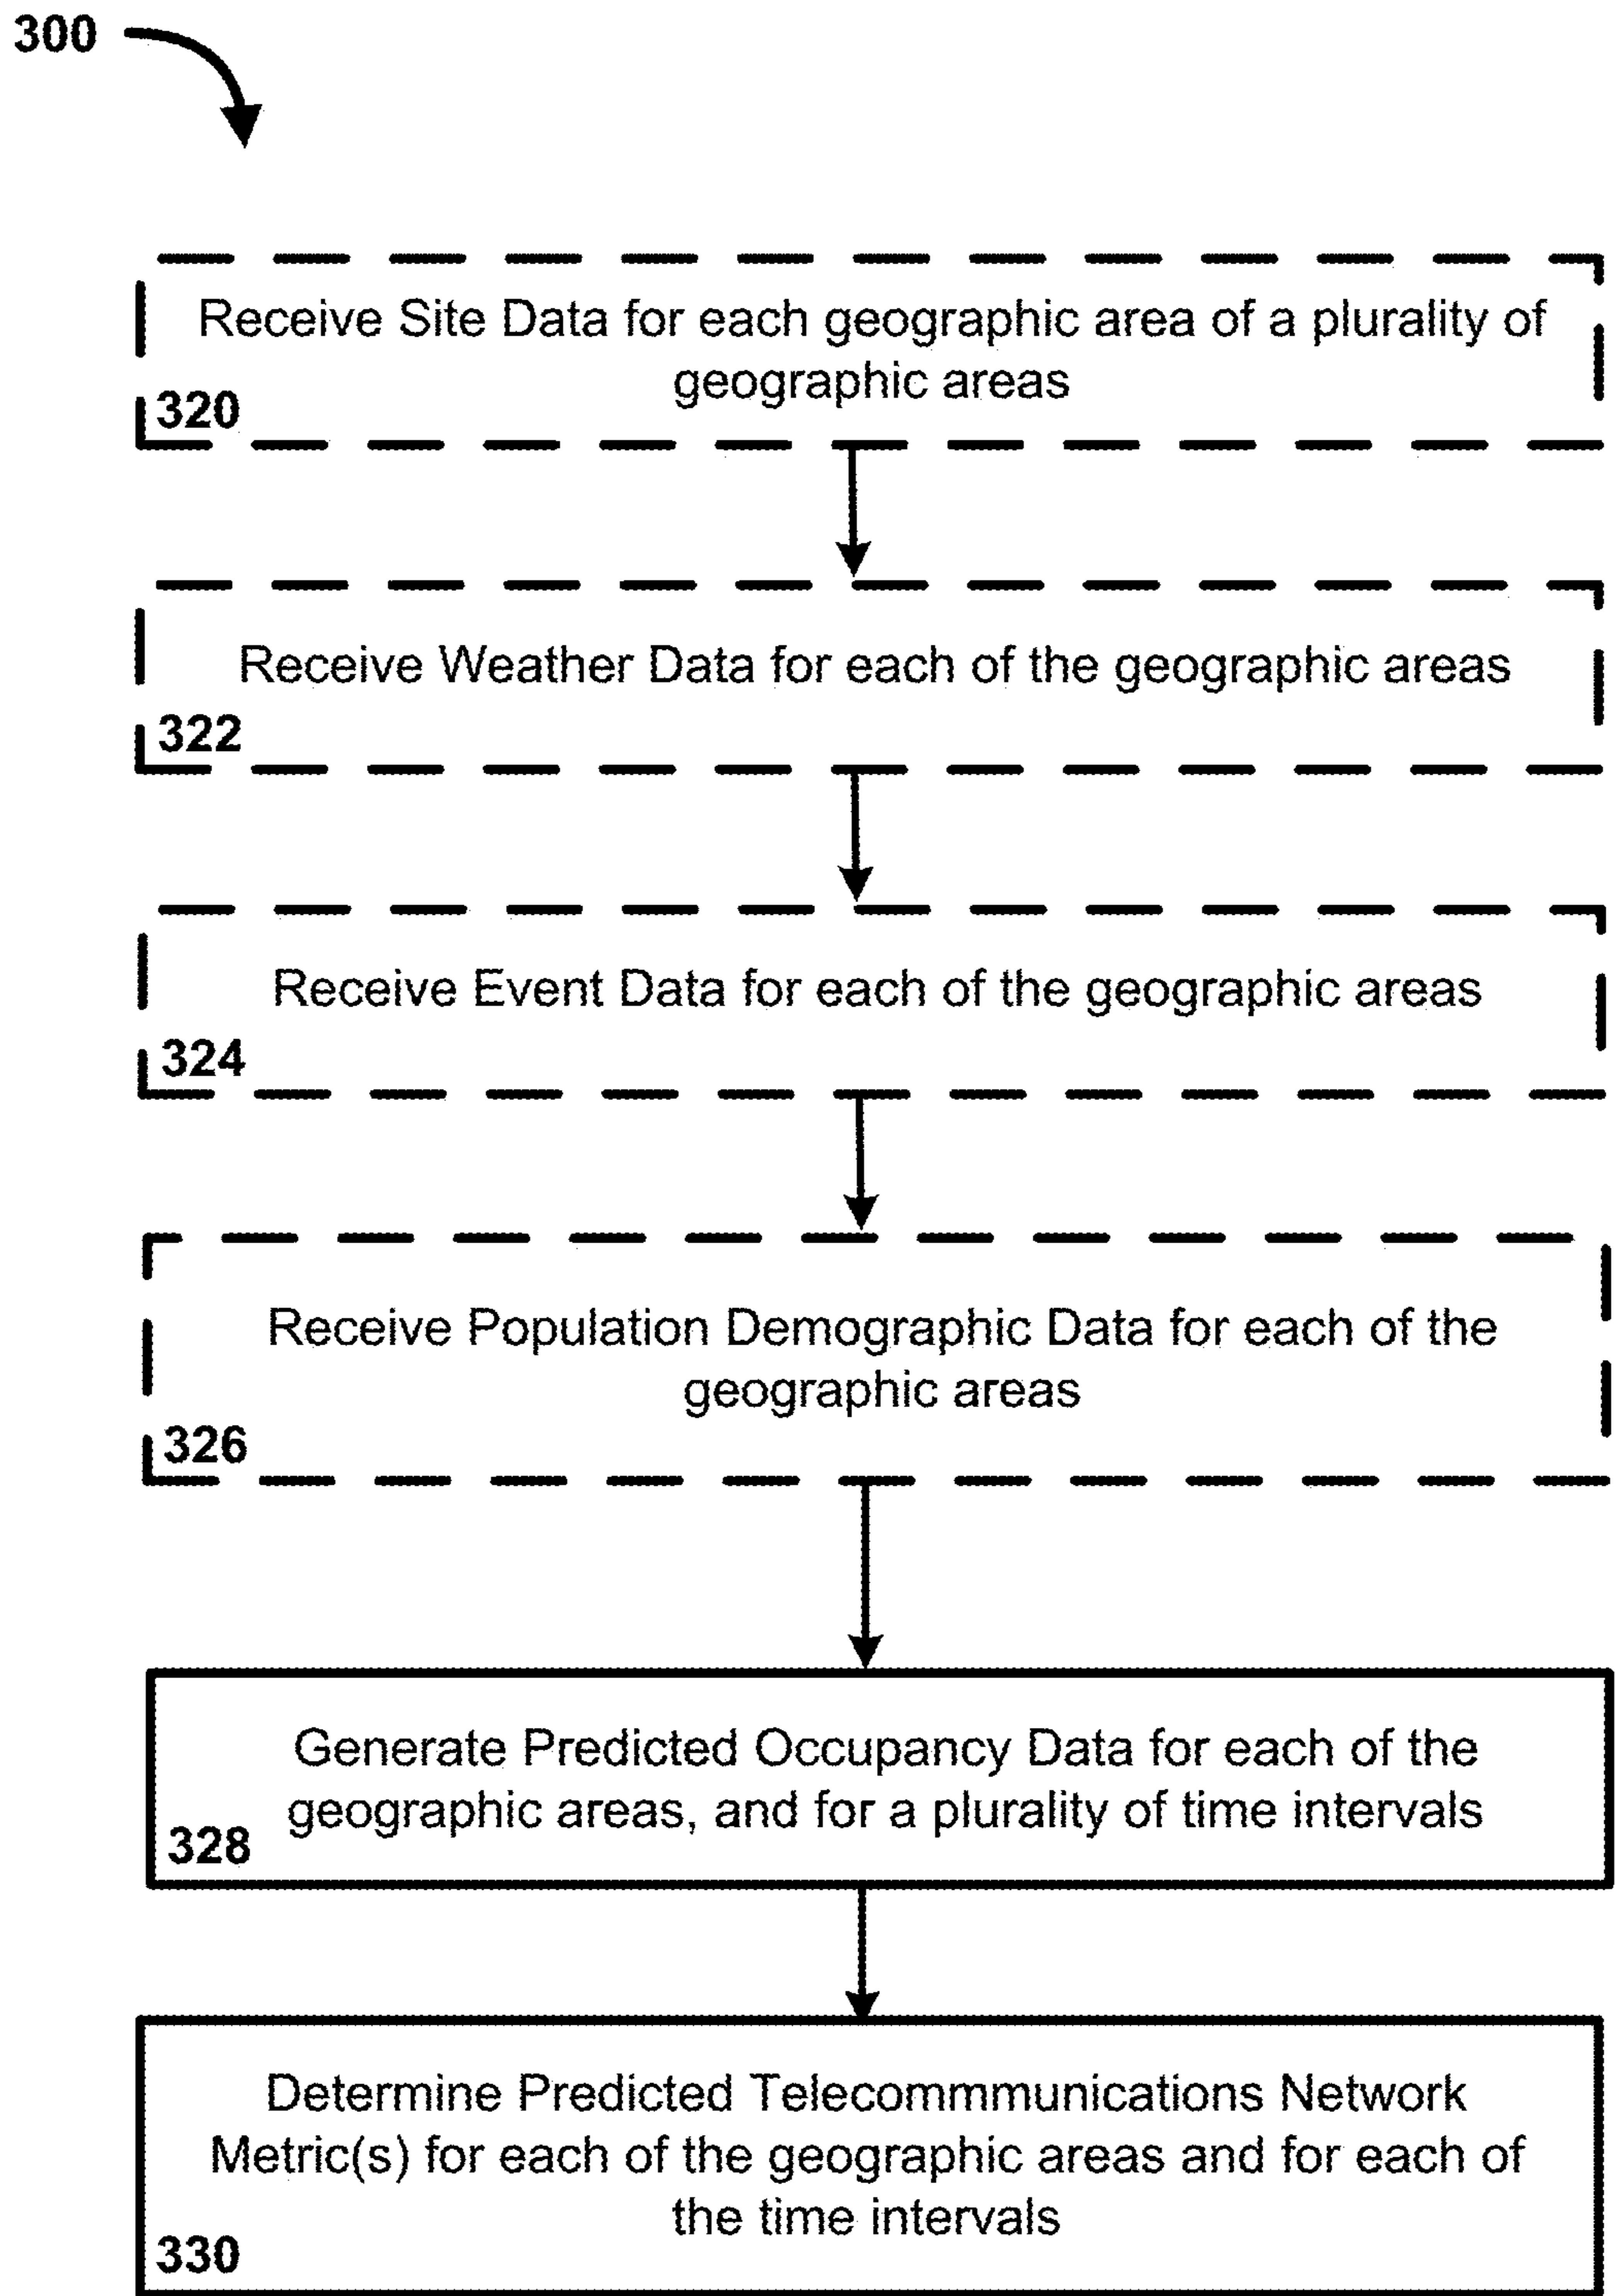 300
Receive Site Data for each geographic area of a plurality of
geographic areas
320
Receive Weather Data for each of the geographic areas
322
Receive Event Data for each of the geographic areas
324
Receive Population Demographic Data for each of the
geographic areas
326
Generate Predicted Occupancy Data for each of the
geographic areas, and for a plurality of time intervals
328
Determine Predicted Telecommmunications Network
Metric(s) for each of the geographic areas and for each of
the time intervals
330